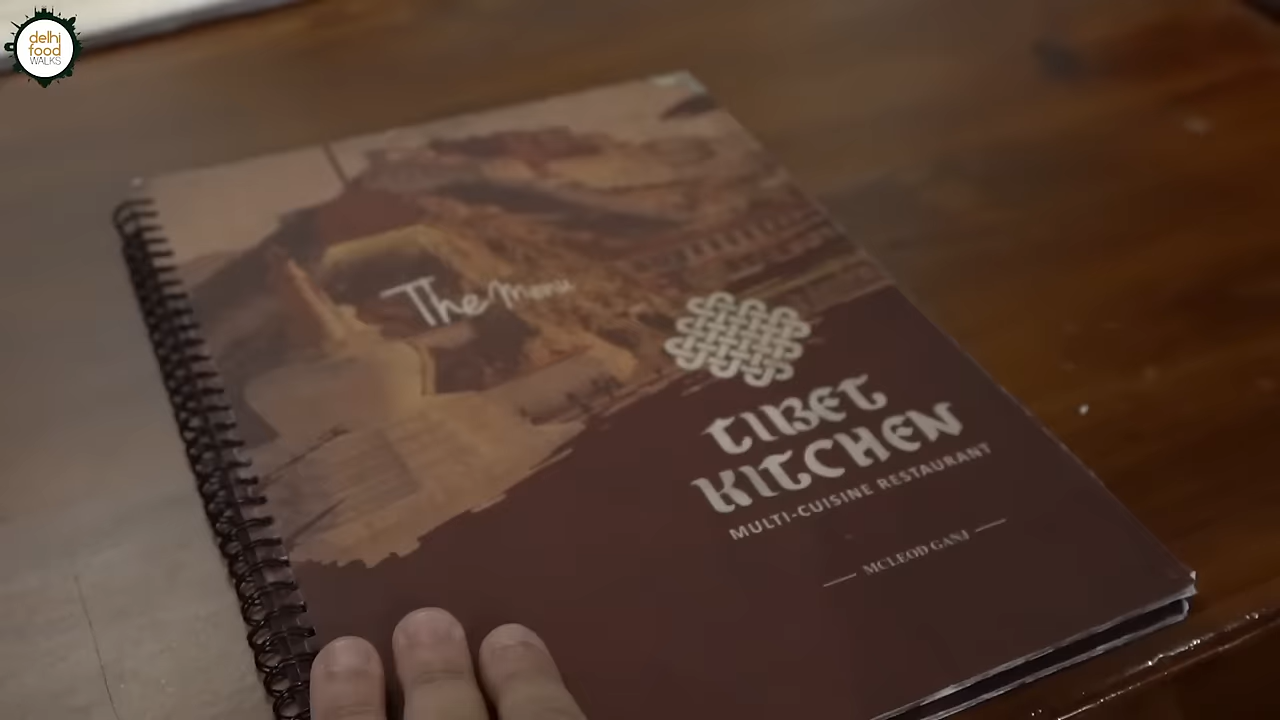 delhi
food
WALKS
The Menu
TIBET
KITCHEN
MULTI-CUISINE RESTAURANT
MCLEOD GANJ